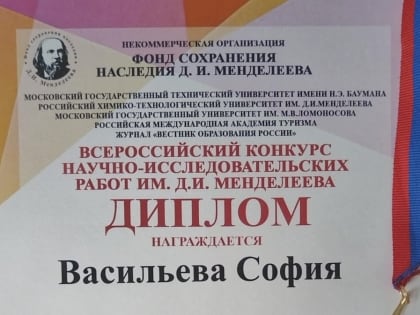 НЕКОММЕРЧЕСКАЯ ОРГАНИЗАЦИЯ
ФОНД СОХРАНЕНИЯ
НАСЛЕДИЯ Д. И. МЕНДЕЛЕЕВА
МОСКОВСКИЙ ГОСУДАРСТВЕННЫЙ ТЕХНИЧЕСКИЙ УНИВЕРСИТЕТ ИМЕНИ Н.Э. БАУМАНА
РОССИЙСКИЙ ХИМИКО-ТЕХНОЛОГИЧЕСКИЙ УНИВЕРСИТЕТ ИМ. Д.И.МЕНДЕЛЕЕВА
МОСКОВСКИЙ ГОСУДАРСТВЕННЫЙ УНИВЕРСИТЕТ ИМ. М.В.ЛОМОНОСОВА
РОССИЙСКАЯ МЕЖДУНАРОДНАЯ АКАДЕМИЯ ТУРИЗМА
ЖУРНАЛ «ВЕСТНИК ОБРАЗОВАНИЯ РОССИИ»
ВСЕРОССИЙСКИЙ КОНКУРС
НАУЧНО-ИССЛЕДОВАТЕЛЬСКИХ
РАБОТ ИМ. Д.И. МЕНДЕЛЕЕВА
ДИПЛОМ
НАГРАЖДАЕТСЯ
Васильева София